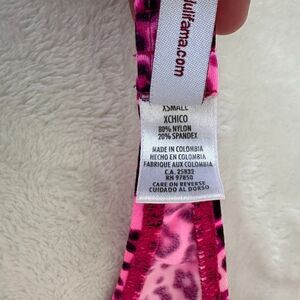 lulifama.com
XSMALL
XCHICO
80% NYLON
20% SPANDEX
MADE IN COLOMBIA
HECHO EN COLOMBIA
FABRIQUE AUX COLOMBIA
C.A. 25832
RN 97850
CARE ON REVERSE
CUIDADO AL DORSO